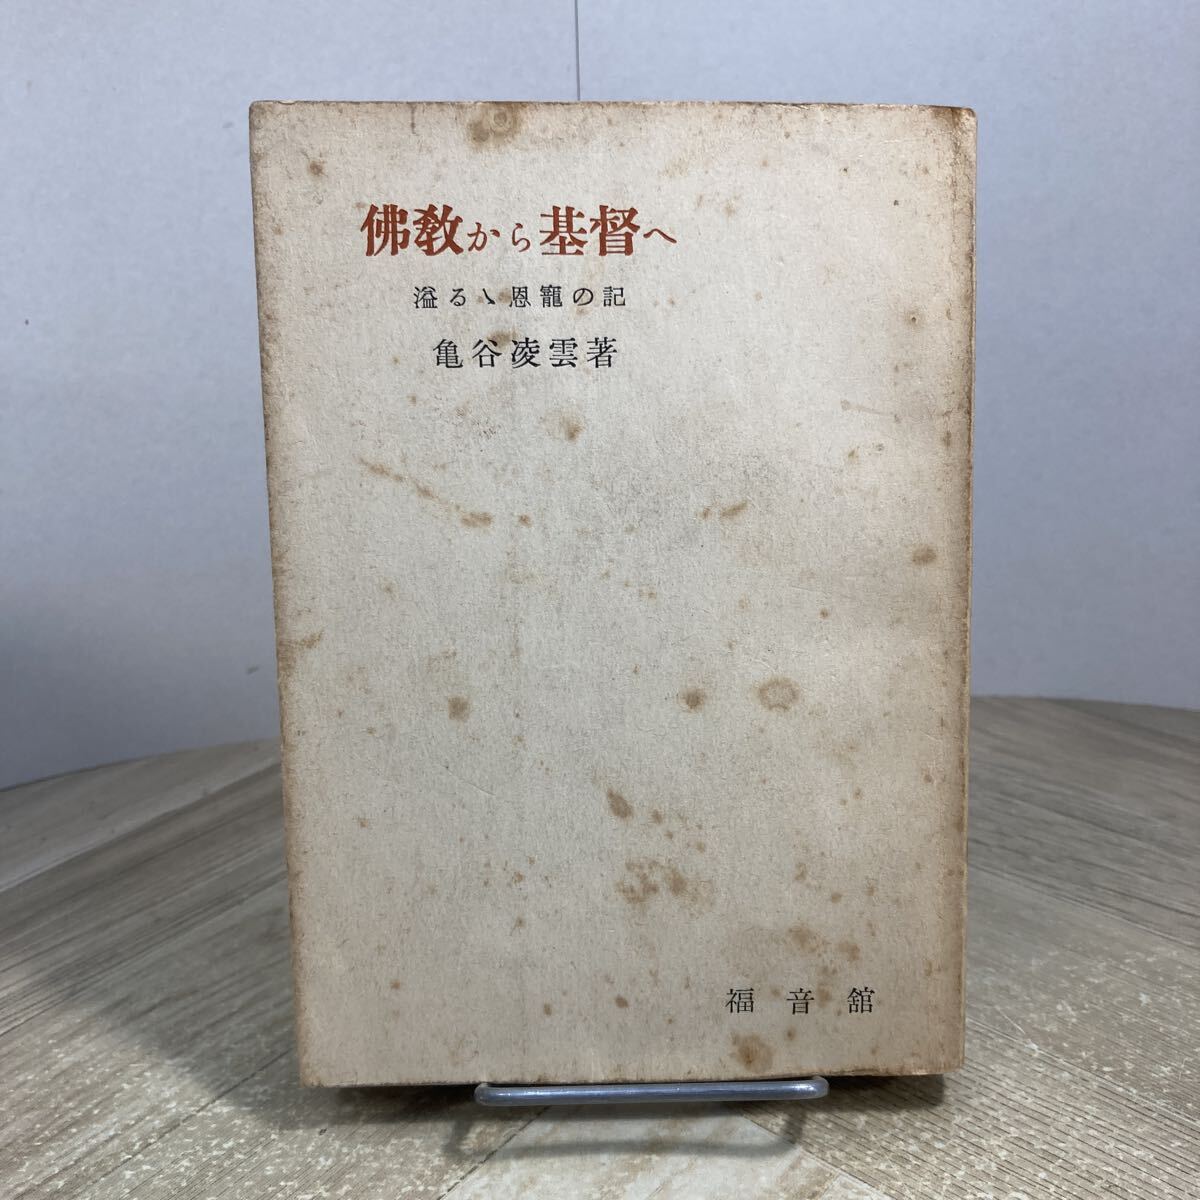 佛教から基督へ
溢るゝ恩寵の記
亀谷凌雲著
福音舘